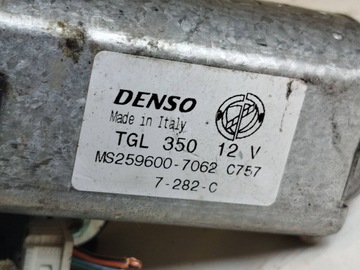 DENSO
Made in Italy
TGL 350 12 V
MS259600-7062 C757
7-282-C